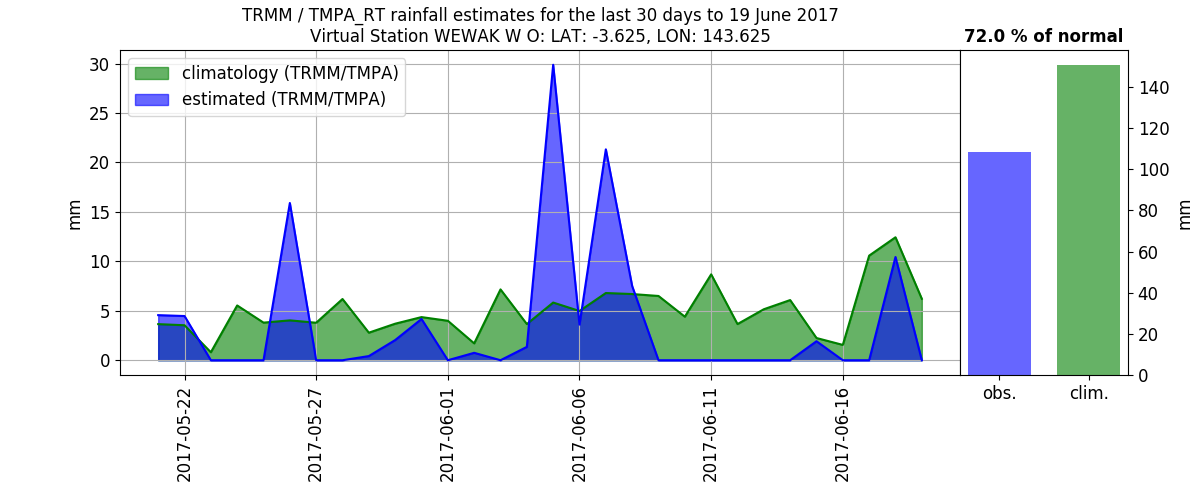 TRMM / TMPA_RT rainfall estimates for the last 30 days to 19 June 2017
Virtual Station WEWAK W O: LAT: -3.625, LON: 143.625
72.0 % of normal
climatology (TRMM/TMPA)
estimated (TRMM/TMPA)
mm
30
25
20
15
10
5
0
2017-05-22
2017-05-27
2017-06-01
2017-06-06
2017-06-11
2017-06-16
140
120
100
80
60
40
20
0
mm
obs.
clim.